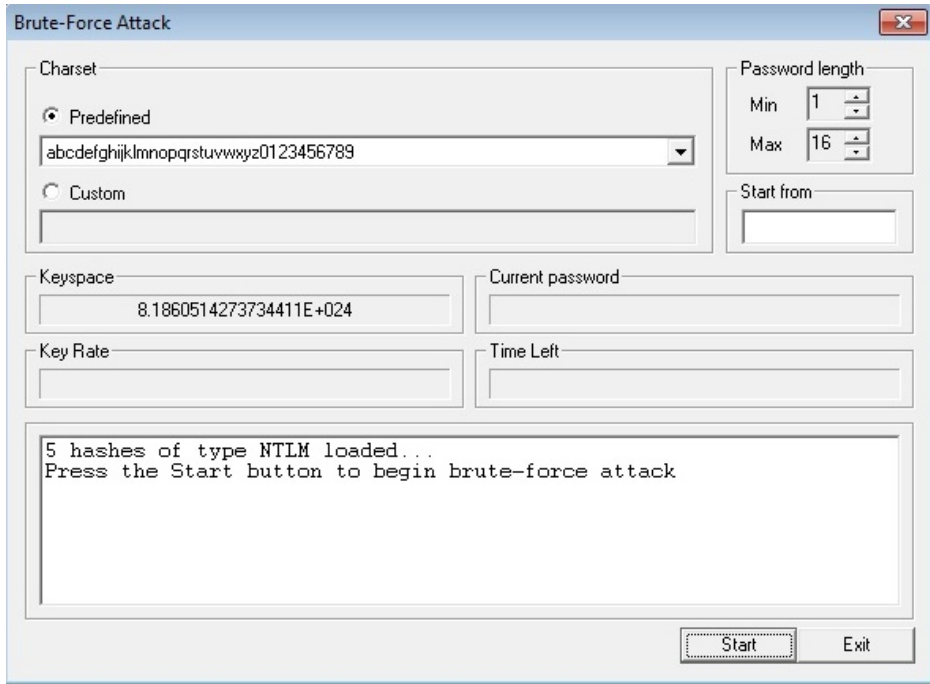 Brute-Force Attack
Charset
Predefined
abcdefghijklmnopqrstuvwxyz0123456789
Custom
Password length
Min 1
Max 16
Start from
Keyspace
8.1860514273734411E+024
Current password
Key Rate
Time Left
5 hashes of type NTLM loaded...
Press the Start button to begin brute-force attack
Start
Exit